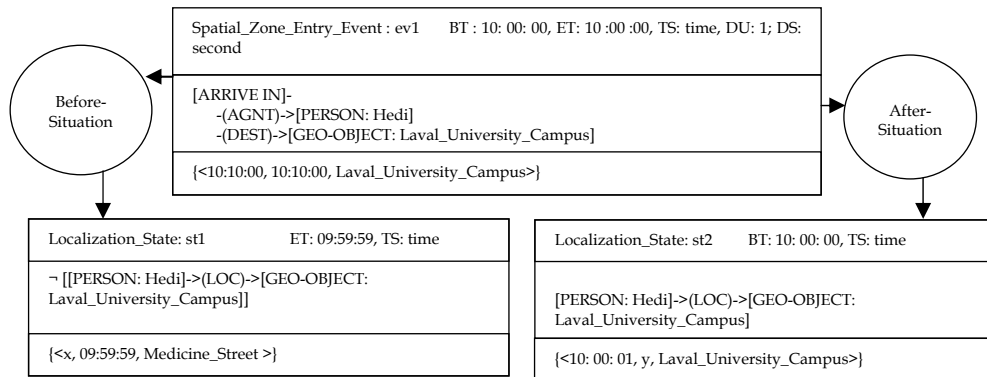 Spatial_Zone_Entry_Event : ev1 BT : 10: 00: 00, ET: 10 :00 :00, TS: time, DU: 1; DS:
second
Before-
Situation
[ARRIVE IN]-
-(AGNT)->[PERSON: Hedi]
-(DEST)->[GEO-OBJECT: Laval_University_Campus]
After-
Situation
{<10:10:00, 10:10:00, Laval_University_Campus>}
Localization_State: st1 ET: 09:59:59, TS: time
¬ [[PERSON: Hedi]->(LOC)->[GEO-OBJECT:
Laval_University_Campus]]
{<x, 09:59:59, Medicine_Street >}
Localization_State: st2 BT: 10: 00: 00, TS: time
[PERSON: Hedi]->(LOC)->[GEO-OBJECT:
Laval_University_Campus]
{<10: 00: 01, y, Laval_University_Campus>}